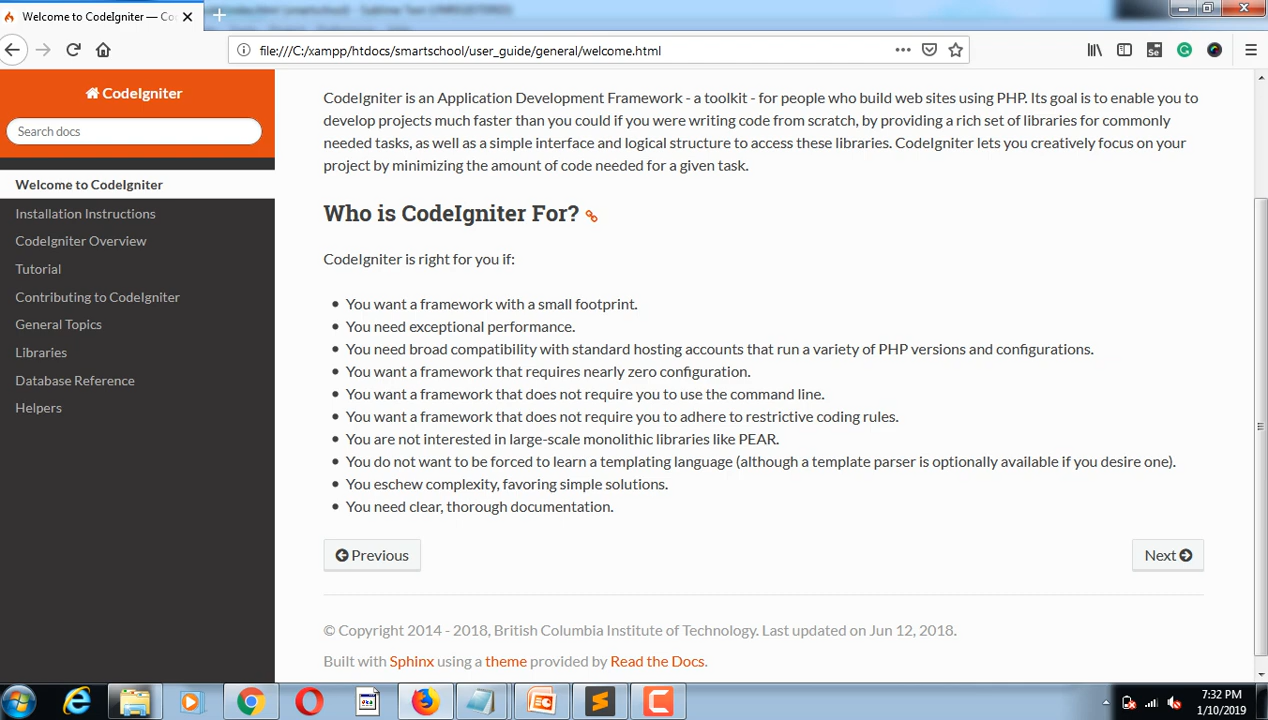 Welcome to CodeIgniter — Co
file:///C:/xampp/htdocs/smartschool/user_guide/general/welcome.html
Se
CodeIgniter
Search docs
Welcome to CodeIgniter
Installation Instructions
CodeIgniter Overview
Tutorial
Contributing to CodeIgniter
General Topics
Libraries
Database Reference
Helpers
CodeIgniter is an Application Development Framework - a toolkit - for people who build web sites using PHP. Its goal is to enable you to
develop projects much faster than you could if you were writing code from scratch, by providing a rich set of libraries for commonly
needed tasks, as well as a simple interface and logical structure to access these libraries. CodeIgniter lets you creatively focus on your
project by minimizing the amount of code needed for a given task.
Who is CodeIgniter For?
CodeIgniter is right for you if:
• You want a framework with a small footprint.
• You need exceptional performance.
• You need broad compatibility with standard hosting accounts that run a variety of PHP versions and configurations.
• You want a framework that requires nearly zero configuration.
• You want a framework that does not require you to use the command line.
• You want a framework that does not require you to adhere to restrictive coding rules.
• You are not interested in large-scale monolithic libraries like PEAR.
• You do not want to be forced to learn a templating language (although a template parser is optionally available if you desire one).
• You eschew complexity, favoring simple solutions.
• You need clear, thorough documentation.
Previous
Next
© Copyright 2014 - 2018, British Columbia Institute of Technology. Last updated on Jun 12, 2018.
Built with Sphinx using a theme provided by Read the Docs.
7:32 PM
1/10/2019